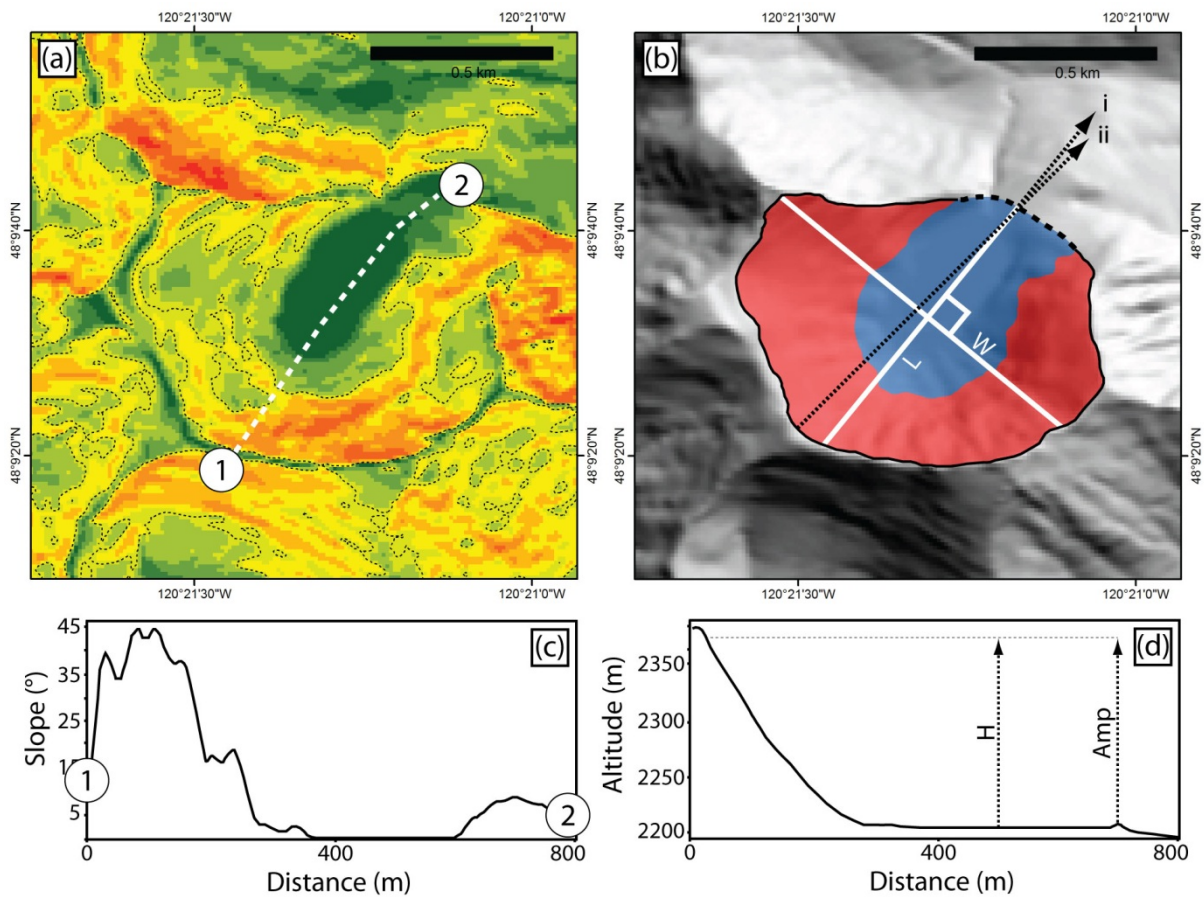 120°21'30"W
120°21'0"W
120°21'30"W
120°21'0"W
(a)
0.5 km
(b)
0.5 km
i
ii
2
48°9'40"N
48°9'40"N
48°9'40"N
48°9'40"N
W
L
1
48°9'20"N
48°9'20"N
48°9'20"N
48°9'20"N
120°21'30"W
120°21'0"W
120°21'30"W
120°21'0"W
45
35
25
5
Slope (°)
(c)
1
2
0
400
800
Distance (m)
2350
2300
2250
2200
Altitude (m)
(d)
H
Amp
0
400
800
Distance (m)